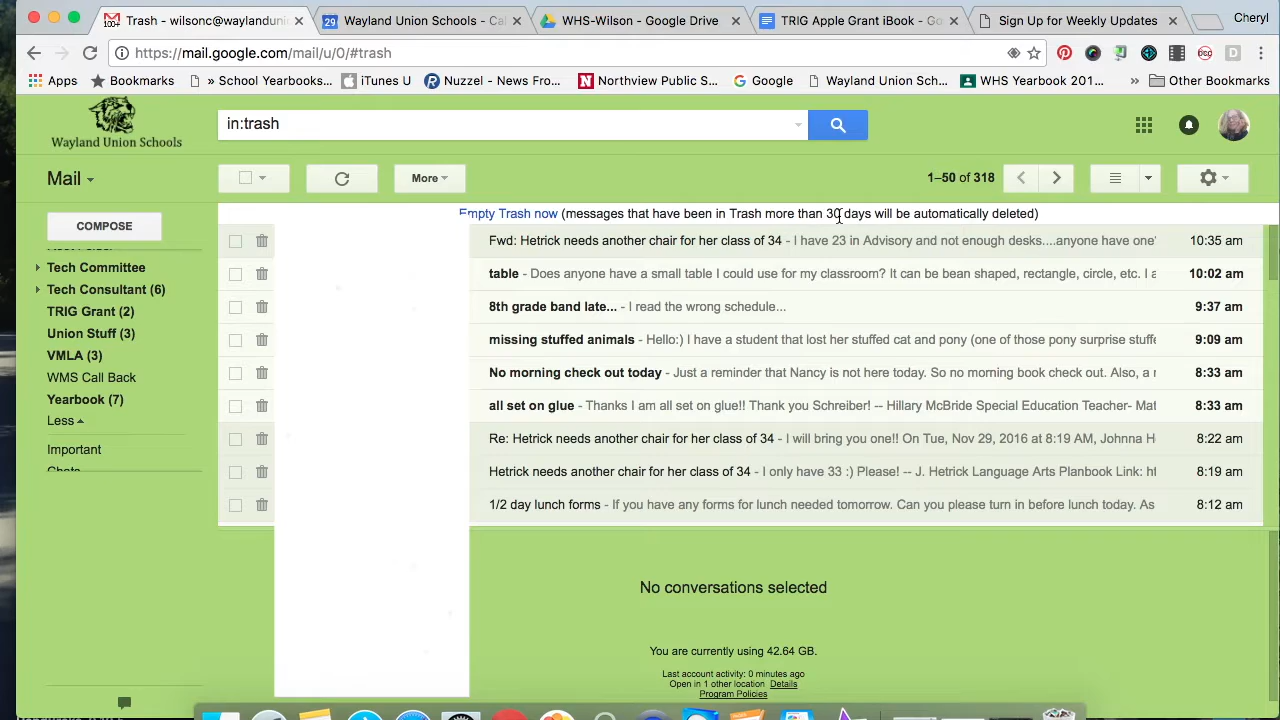 Trash - wilsonc@waylandunio
Wayland Union Schools - Cal
WHS-Wilson - Google Drive
TRIG Apple Grant iBook - Go
Sign Up for Weekly Updates
Cheryl
https://mail.google.com/mail/u/0/#trash
Apps
Bookmarks
» School Yearbooks...
iTunes U
Nuzzel - News Fro...
Northview Public S...
Google
Wayland Union Sch...
WHS Yearbook 201...
»
Other Bookmarks
Wayland Union Schools
in:trash
Mail
More
1–50 of 318
COMPOSE
Empty Trash now (messages that have been in Trash more than 30 days will be automatically deleted)
Tech Committee
Tech Consultant (6)
TRIG Grant (2)
Union Stuff (3)
VMLA (3)
WMS Call Back
Yearbook (7)
Less
Important
Chats
Fwd: Hetrick needs another chair for her class of 34 - I have 23 in Advisory and not enough desks....anyone have one? 10:35 am
table - Does anyone have a small table I could use for my classroom? It can be bean shaped, rectangle, circle, etc. I a 10:02 am
8th grade band late... - I read the wrong schedule... 9:37 am
missing stuffed animals - Hello:) I have a student that lost her stuffed cat and pony (one of those pony surprise stuffe 9:09 am
No morning check out today - Just a reminder that Nancy is not here today. So no morning book check out. Also, a r 8:33 am
all set on glue - Thanks I am all set on glue!! Thank you Schreiber! -- Hillary McBride Special Education Teacher- Mat 8:33 am
Re: Hetrick needs another chair for her class of 34 - I will bring you one!! On Tue, Nov 29, 2016 at 8:19 AM, Johnna H 8:22 am
Hetrick needs another chair for her class of 34 - I only have 33 :) Please! -- J. Hetrick Language Arts Planbook Link: ht 8:19 am
1/2 day lunch forms - If you have any forms for lunch needed tomorrow. Can you please turn in before lunch today. As 8:12 am
No conversations selected
You are currently using 42.64 GB.
Last account activity: 0 minutes ago
Open in 1 other location Details
Program Policies